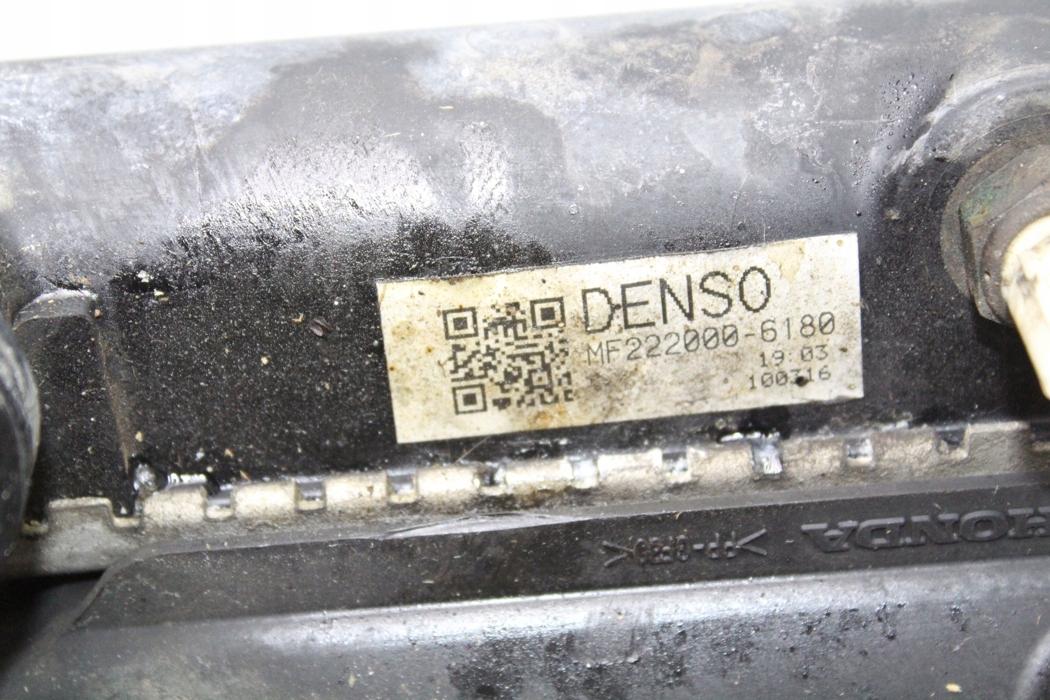 DENSO
MF222000-6180
19 03
100316
HONDA